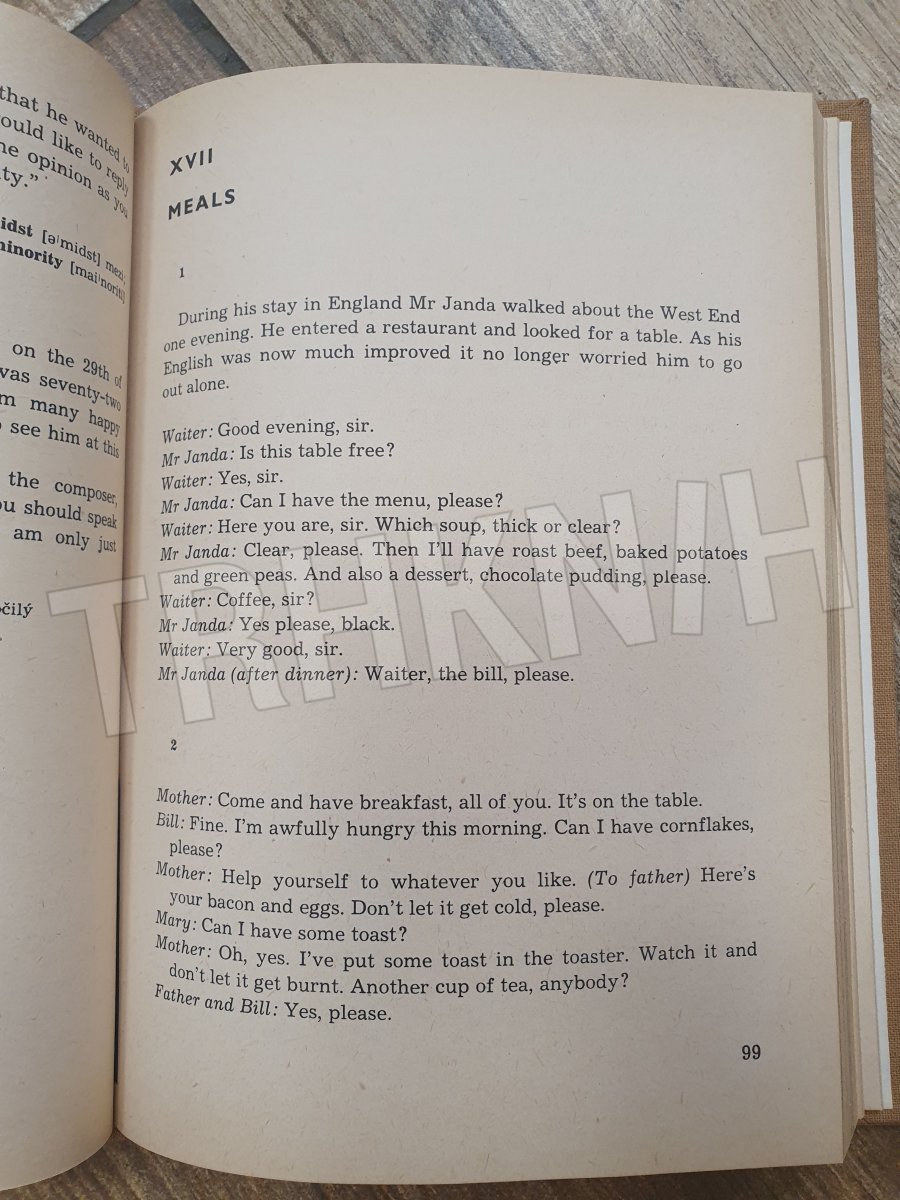 that he wanted to
ould like to reply
ne opinion as you
ty."
idst [əˈmidst] mezi;
minority [maiˈnoriti]
on the 29th of
was seventy-two
m many happy
see him at this
the composer,
ou should speak
am only just
očilý
XVII
MEALS
1
During his stay in England Mr Janda walked about the West End
one evening. He entered a restaurant and looked for a table. As his
English was now much improved it no longer worried him to go
out alone.
Waiter: Good evening, sir.
Mr Janda: Is this table free?
Waiter: Yes, sir.
Mr Janda: Can I have the menu, please?
Waiter: Here you are, sir. Which soup, thick or clear?
Mr Janda: Clear, please. Then I'll have roast beef, baked potatoes
and green peas. And also a dessert, chocolate pudding, please.
Waiter: Coffee, sir?
Mr Janda: Yes please, black.
Waiter: Very good, sir.
Mr Janda (after dinner): Waiter, the bill, please.
2
Mother: Come and have breakfast, all of you. It's on the table.
Bill: Fine. I'm awfully hungry this morning. Can I have cornflakes,
please?
Mother: Help yourself to whatever you like. (To father) Here's
your bacon and eggs. Don't let it get cold, please.
Mary: Can I have some toast?
Mother: Oh, yes. I've put some toast in the toaster. Watch it and
don't let it get burnt. Another cup of tea, anybody?
Father and Bill: Yes, please.
99
TRHKNIH